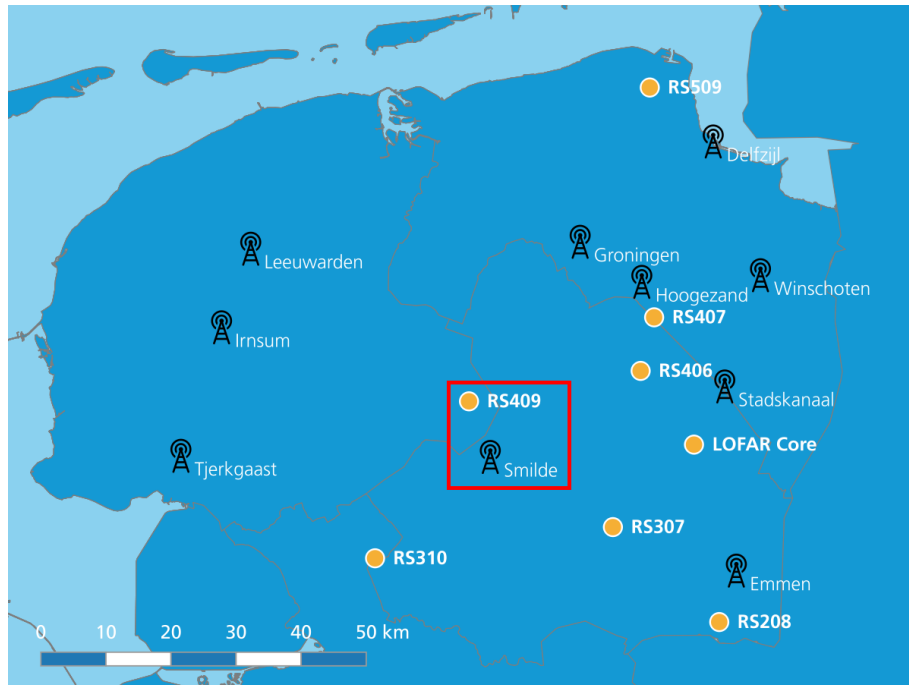 RS509
Delfzijl
Groningen
Leeuwarden
Hoogezand
Winschoten
RS407
Irnsum
RS406
Stadskanaal
RS409
LOFAR Core
Smilde
Tjerkgaast
RS307
RS310
Emmen
RS208
0 10 20 30 40 50 km